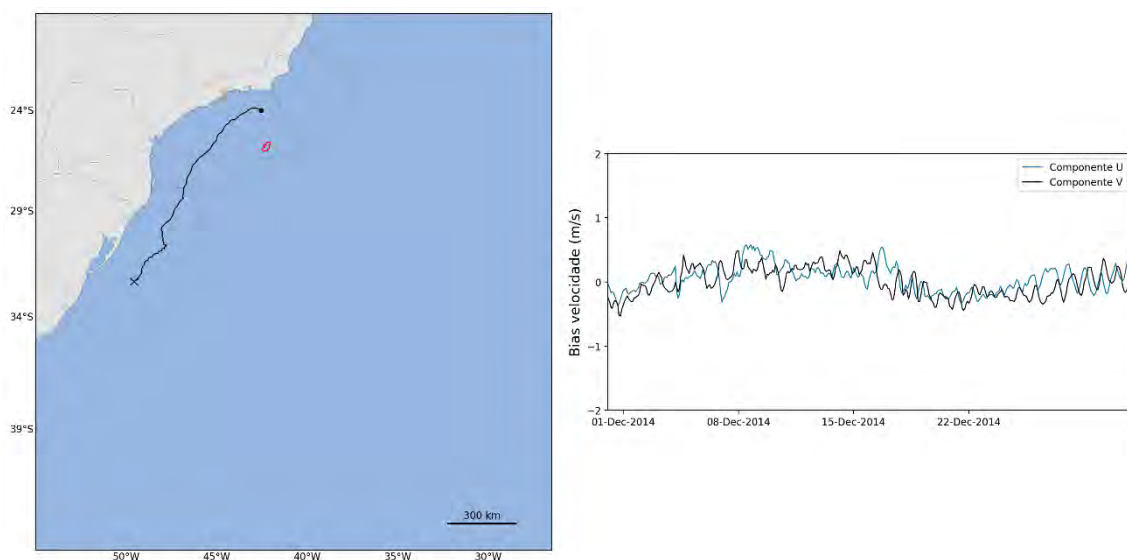 24°S
29°S
34°S
39°S
50°W
45°W
40°W
35°W
30°W
300 km
Bias velocidade (m/s)
2
1
0
−1
−2
01-Dec-2014
08-Dec-2014
15-Dec-2014
22-Dec-2014
Componente U
Componente V